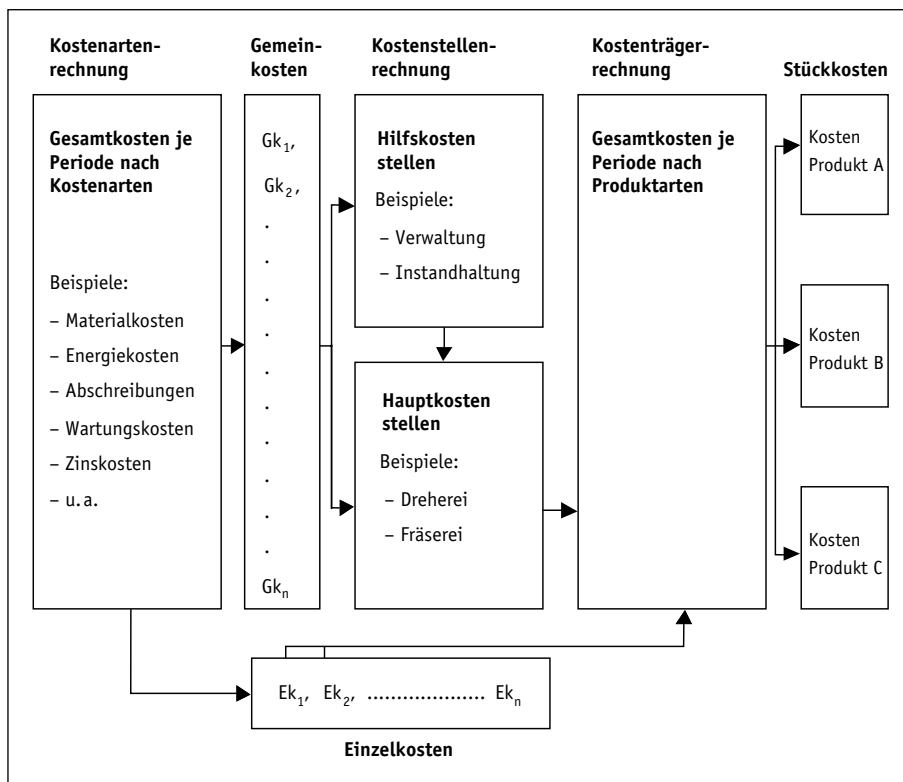 Kostenarten-
rechnung
Gemein-
kosten
Kostenstellen-
rechnung
Kostenträger-
rechnung
Stückkosten
Gesamtkosten je
Periode nach
Kostenarten
Beispiele:
– Materialkosten
– Energiekosten
– Abschreibungen
– Wartungskosten
– Zinskosten
– u. a.
Gk1,
Gk2,
.
.
.
.
.
.
.
.
.
.
Gkn
Hilfskosten
stellen
Beispiele:
– Verwaltung
– Instandhaltung
Hauptkosten
stellen
Beispiele:
– Dreherei
– Fräserei
Gesamtkosten je
Periode nach
Produktarten
Kosten
Produkt A
Kosten
Produkt B
Kosten
Produkt C
Ek1, Ek2, ..................... Ekn
Einzelkosten